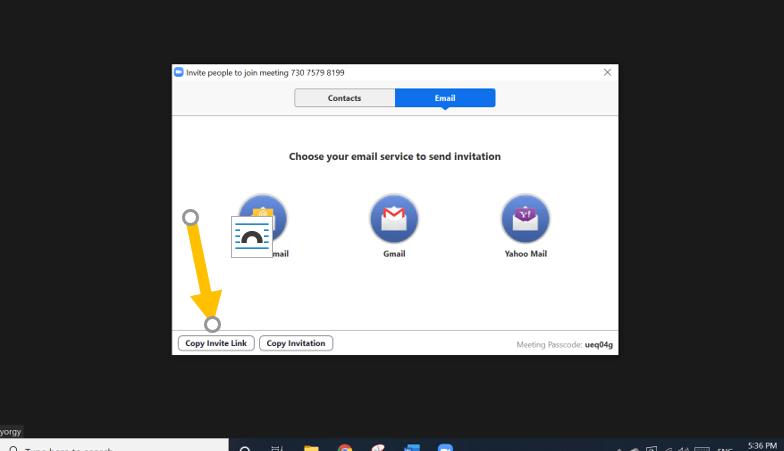 Invite people to join meeting 730 7579 8199
Contacts
Email
Choose your email service to send invitation
mail
Gmail
Yahoo Mail
Copy Invite Link
Copy Invitation
Meeting Passcode: ueq04g
yorgy
Type here to search
5:36 PM
ENG